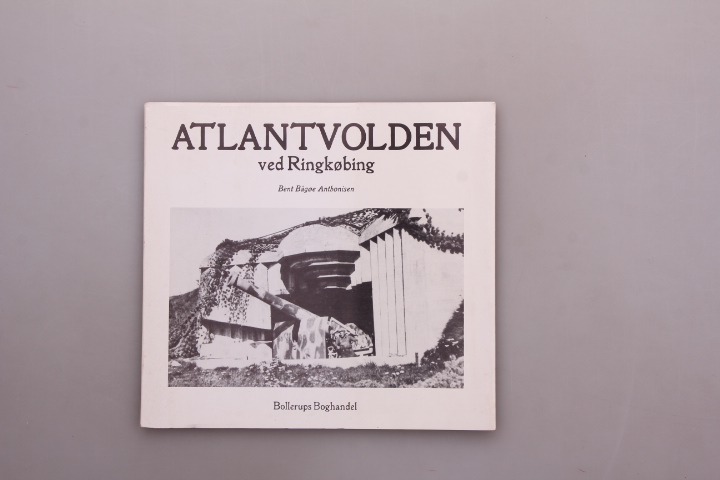 ATLANTVOLDEN
ved Ringkøbing
Bent Bågøe Anthonisen
Bollerups Boghandel